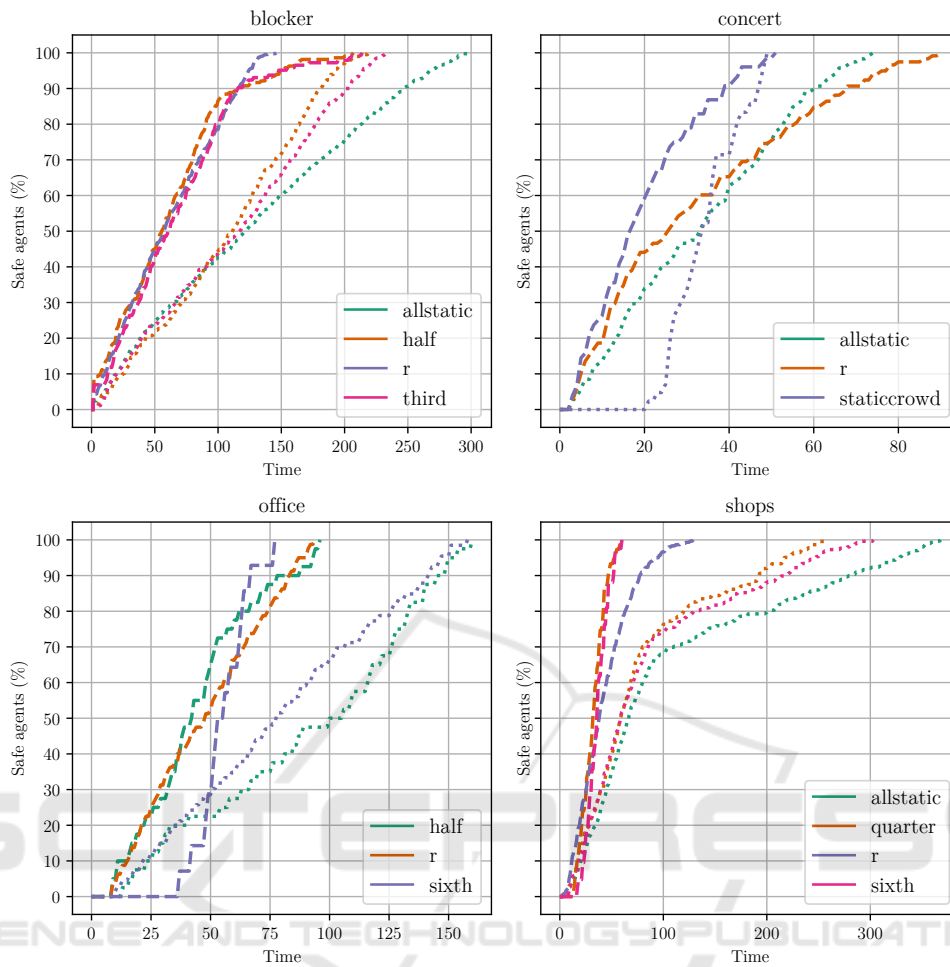 blocker
100
90
80
70
60
50
40
30
20
10
0
Safe agents (%)
allstatic
half
r
third
0 50 100 150 200 250 300
Time
concert
Safe agents (%)
allstatic
r
staticcrowd
0 20 40 60 80
Time
office
100
90
80
70
60
50
40
30
20
10
0
Safe agents (%)
half
r
sixth
0 25 50 75 100 125 150
Time
shops
Safe agents (%)
allstatic
quarter
r
sixth
0 100 200 300
Time